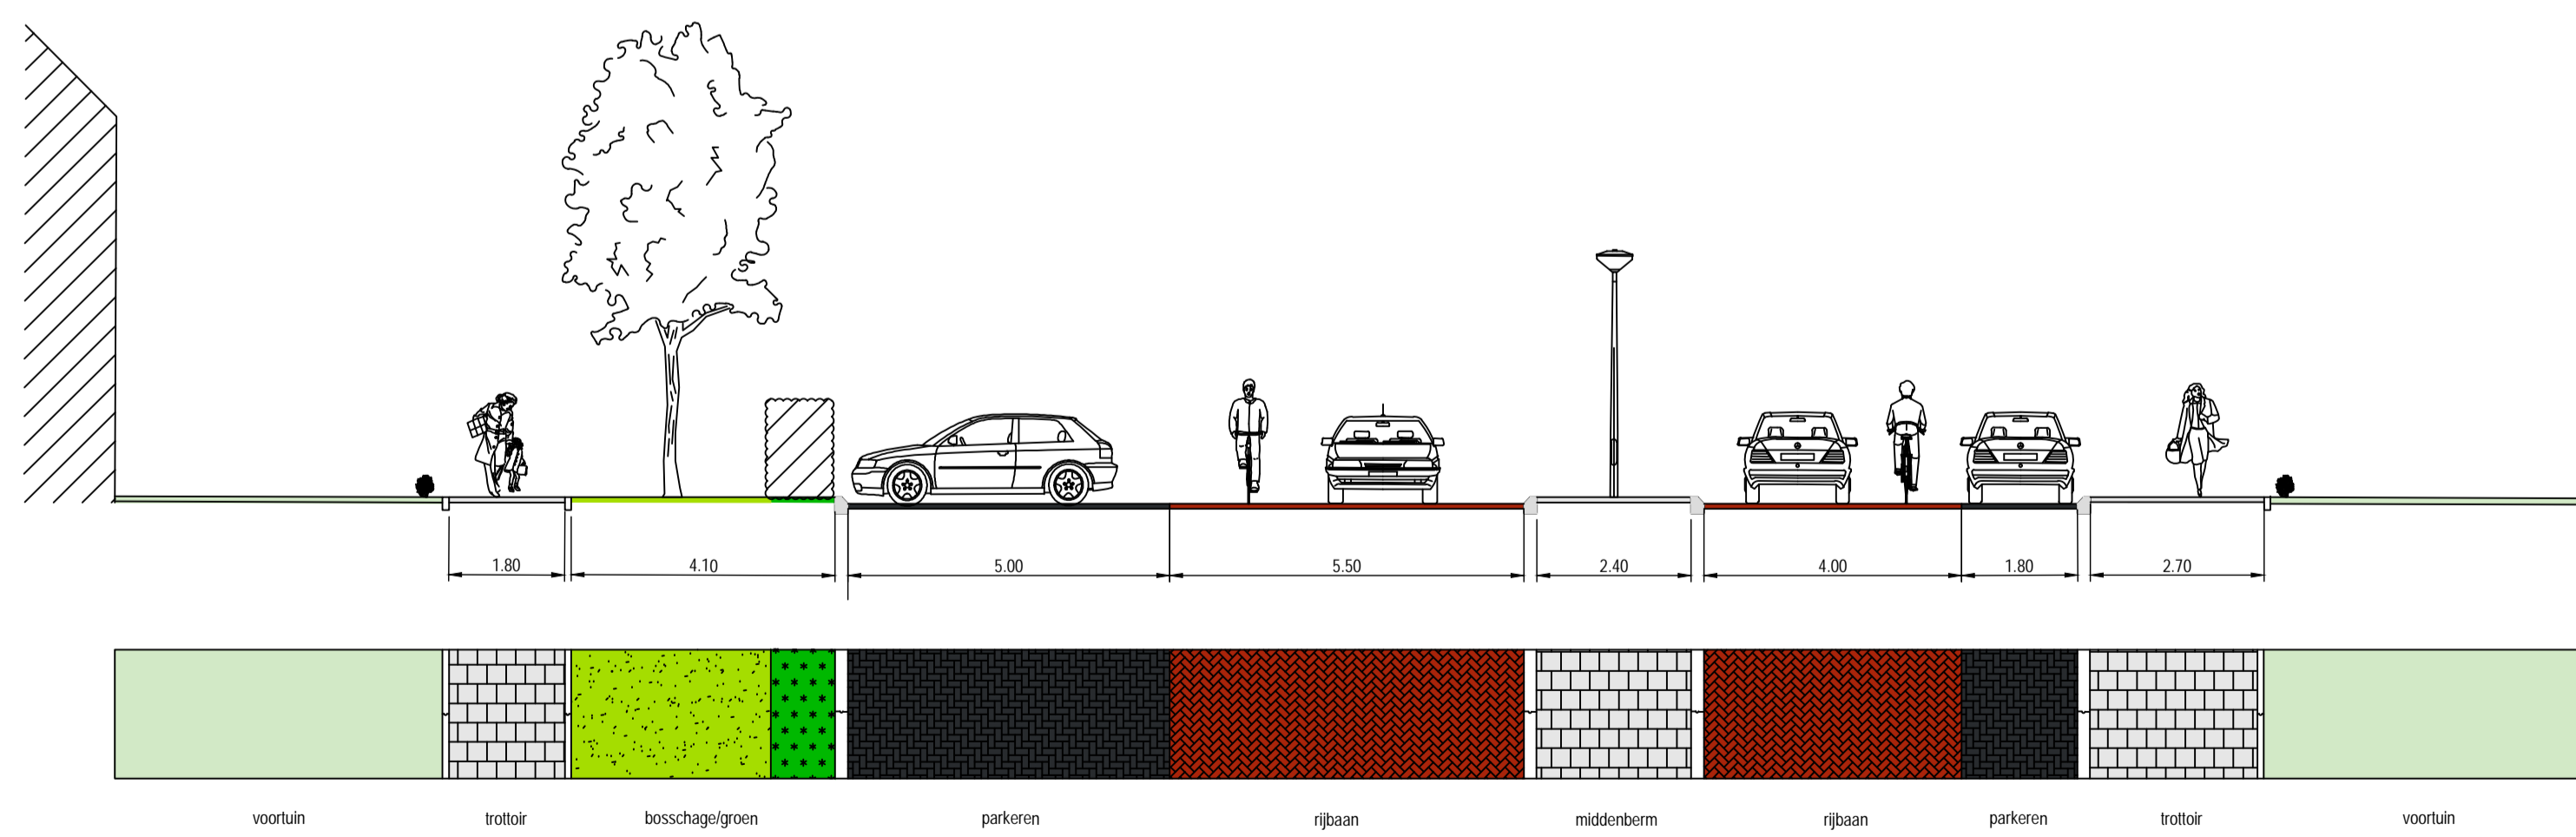 1.80 4.10 5.00 5.50 2.40 4.00 1.80 2.70
voortuin trottoir bosschage/groen parkeren rijbaan middenberm rijbaan parkeren trottoir voortuin